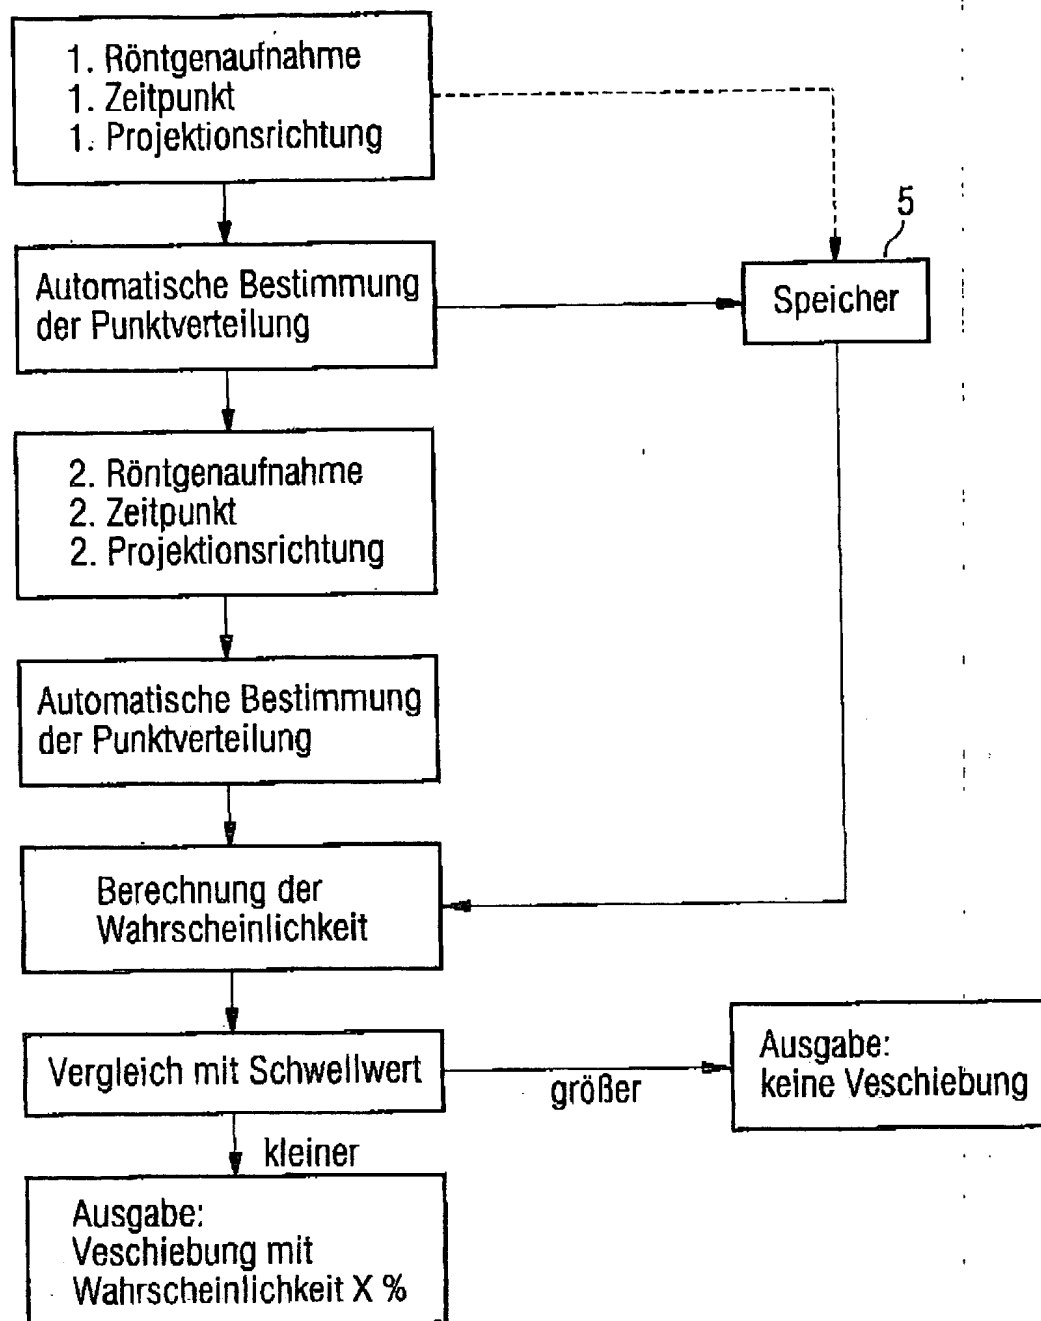 1. Röntgenaufnahme
1. Zeitpunkt
1. Projektionsrichtung
5
Automatische Bestimmung
der Punktverteilung
Speicher
2. Röntgenaufnahme
2. Zeitpunkt
2. Projektionsrichtung
Automatische Bestimmung
der Punktverteilung
Berechnung der
Wahrscheinlichkeit
Vergleich mit Schwellwert
größer
Ausgabe:
keine Veschiebung
kleiner
Ausgabe:
Veschiebung mit
Wahrscheinlichkeit X %